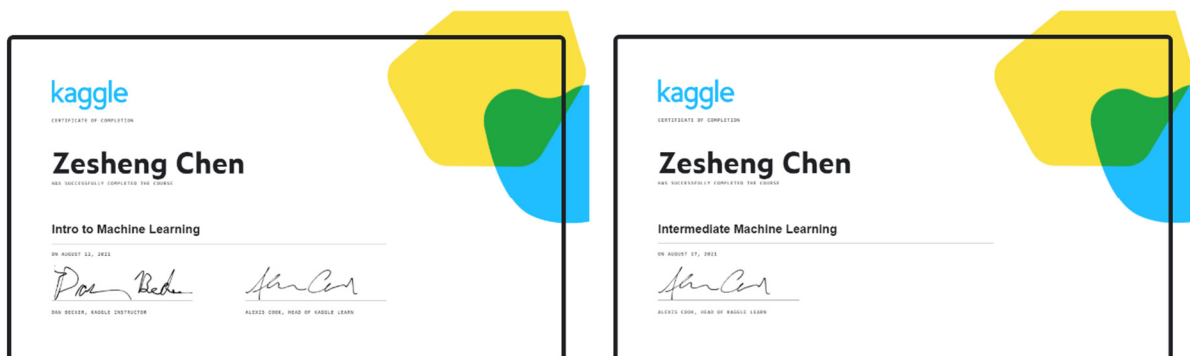 kaggle
CERTIFICATE OF COMPLETION
Zesheng Chen
HAS SUCCESSFULLY COMPLETED THE COURSE
Intro to Machine Learning
ON AUGUST 11, 2021
DAN BECKER, KAGGLE INSTRUCTOR
ALEXIS COOK, HEAD OF KAGGLE LEARN
kaggle
CERTIFICATE OF COMPLETION
Zesheng Chen
HAS SUCCESSFULLY COMPLETED THE COURSE
Intermediate Machine Learning
ON AUGUST 17, 2021
ALEXIS COOK, HEAD OF KAGGLE LEARN